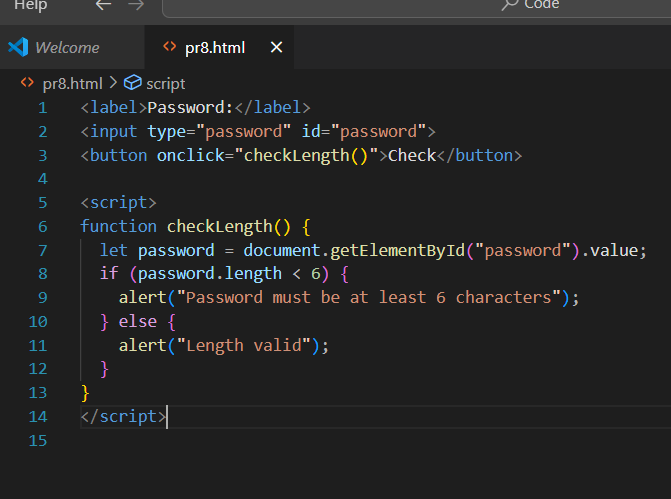 Help ← → Code
Welcome pr8.html ×
pr8.html > script
1 <label>Password:</label>
2 <input type="password" id="password">
3 <button onclick="checkLength()">Check</button>
4
5 <script>
6 function checkLength() {
7   let password = document.getElementById("password").value;
8   if (password.length < 6) {
9     alert("Password must be at least 6 characters");
10   } else {
11     alert("Length valid");
12   }
13 }
14 </script>
15